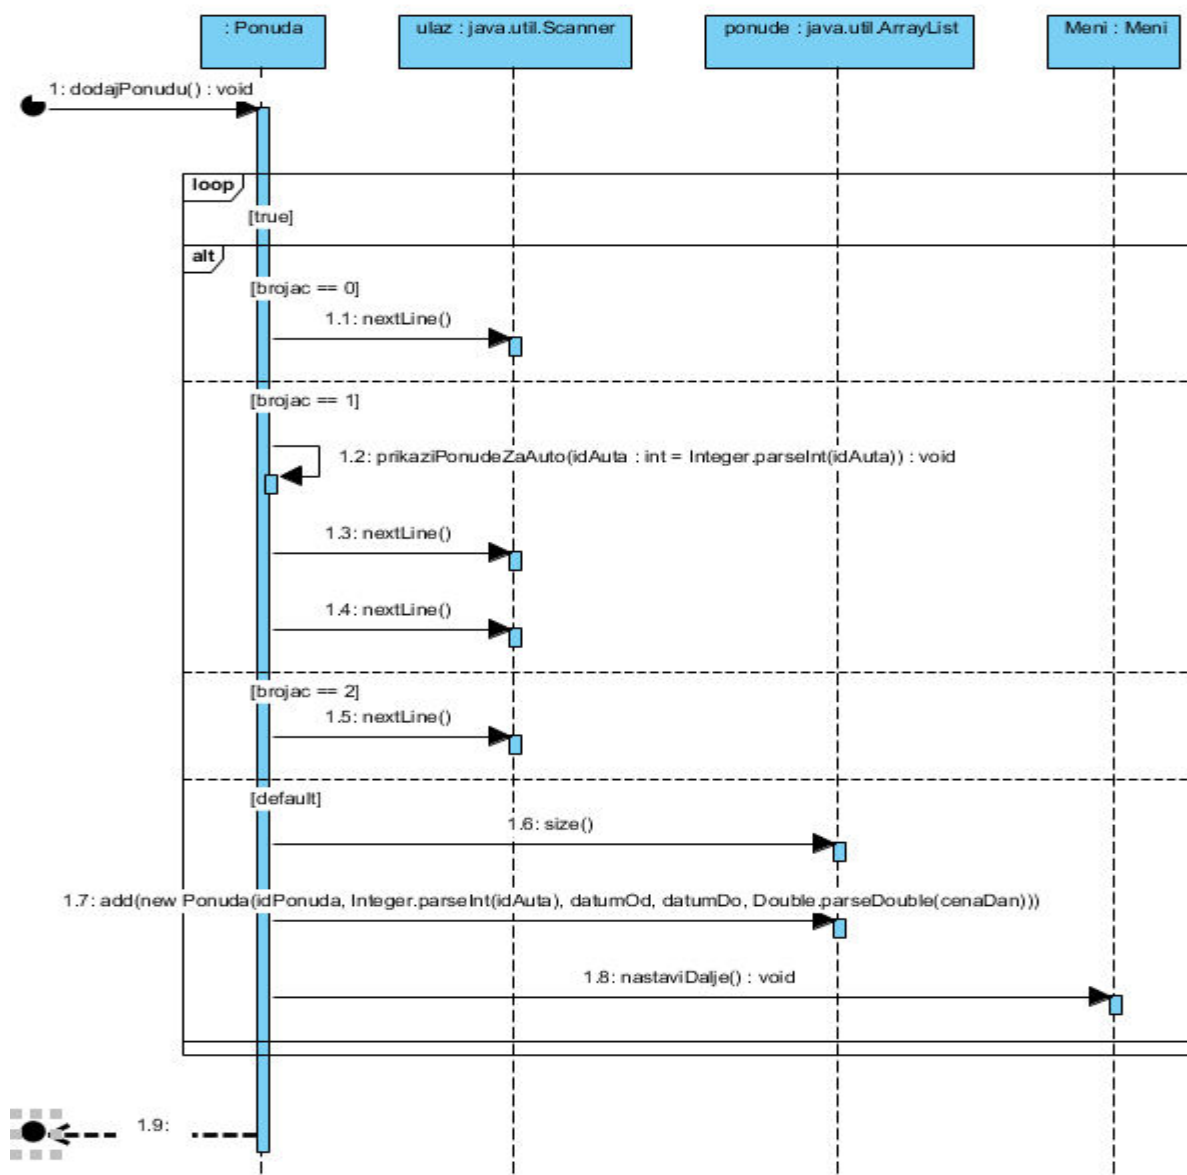 : Ponuda
ulaz : java.util.Scanner
ponude : java.util.ArrayList
Meni : Meni
1: dodajPonudu() : void
loop
[true]
alt
[brojac == 0]
1.1: nextLine()
[brojac == 1]
1.2: prikaziPonudeZaAuto(idAuta : int = Integer.parseInt(idAuta)) : void
1.3: nextLine()
1.4: nextLine()
[brojac == 2]
1.5: nextLine()
[default]
1.6: size()
1.7: add(new Ponuda(idPonuda, Integer.parseInt(idAuta), datumOd, datumDo, Double.parseDouble(cenaDan)))
1.8: nastaviDalje() : void
1.9: